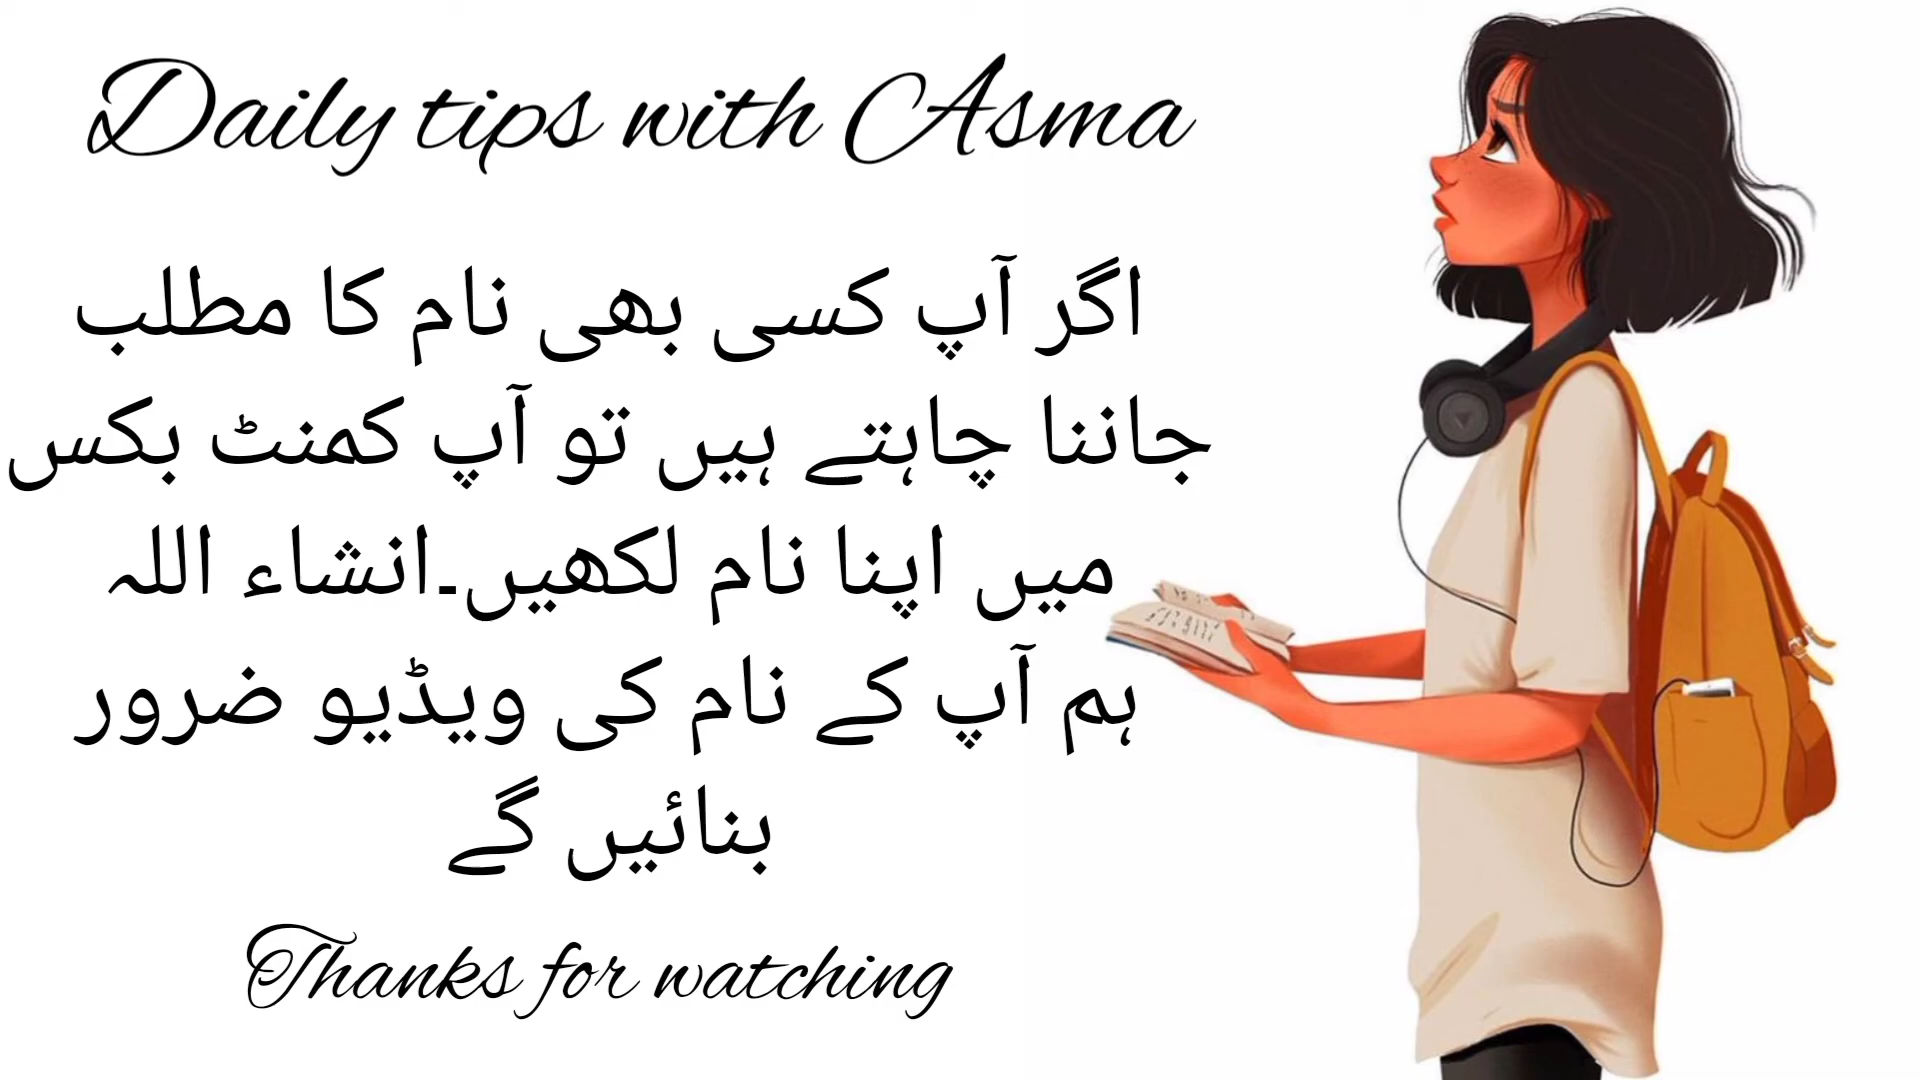 Daily tips with Asma
اگر آپ کسی بھی نام کا مطلب
جاننا چاہتے ہیں تو آپ کمنٹ بکس
میں اپنا نام لکھیں۔انشاء اللہ
ہم آپ کے نام کی ویڈیو ضرور
بنائیں گے
Thanks for watching